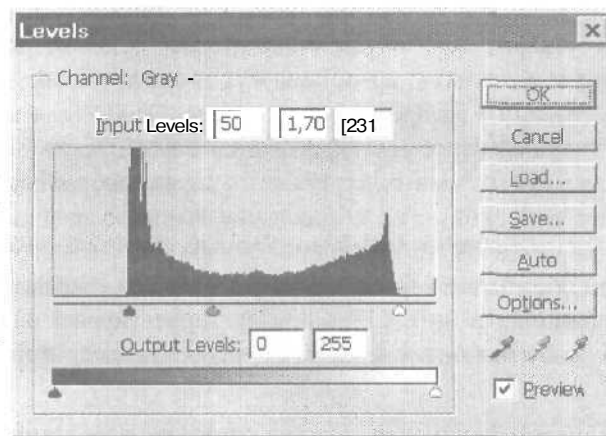 Levels
Channel: Gray -
Input Levels: 50 1,70 [231
Output Levels: 0 255
OK
Cancel
Load...
Save...
Auto
Options...
Preview